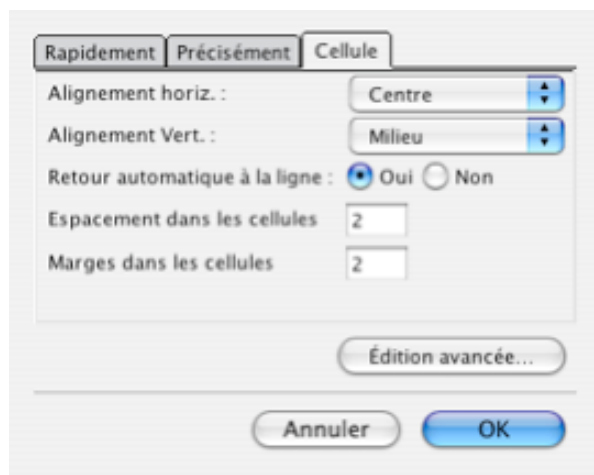 Rapidement Précisément Cellule
Alignement horiz. : Centre
Alignement Vert. : Milieu
Retour automatique à la ligne : Oui Non
Espacement dans les cellules 2
Marges dans les cellules 2
Édition avancée...
Annuler OK